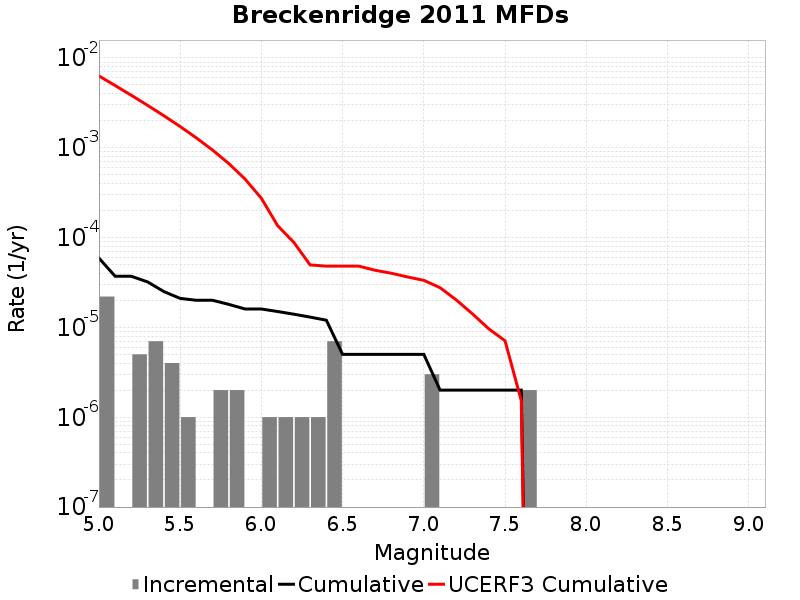 Breckenridge 2011 MFDs
10^-2
10^-3
10^-4
10^-5
10^-6
10^-7
Rate (1/yr)
5.0 5.5 6.0 6.5 7.0 7.5 8.0 8.5 9.0
Magnitude
Incremental Cumulative UCERF3 Cumulative